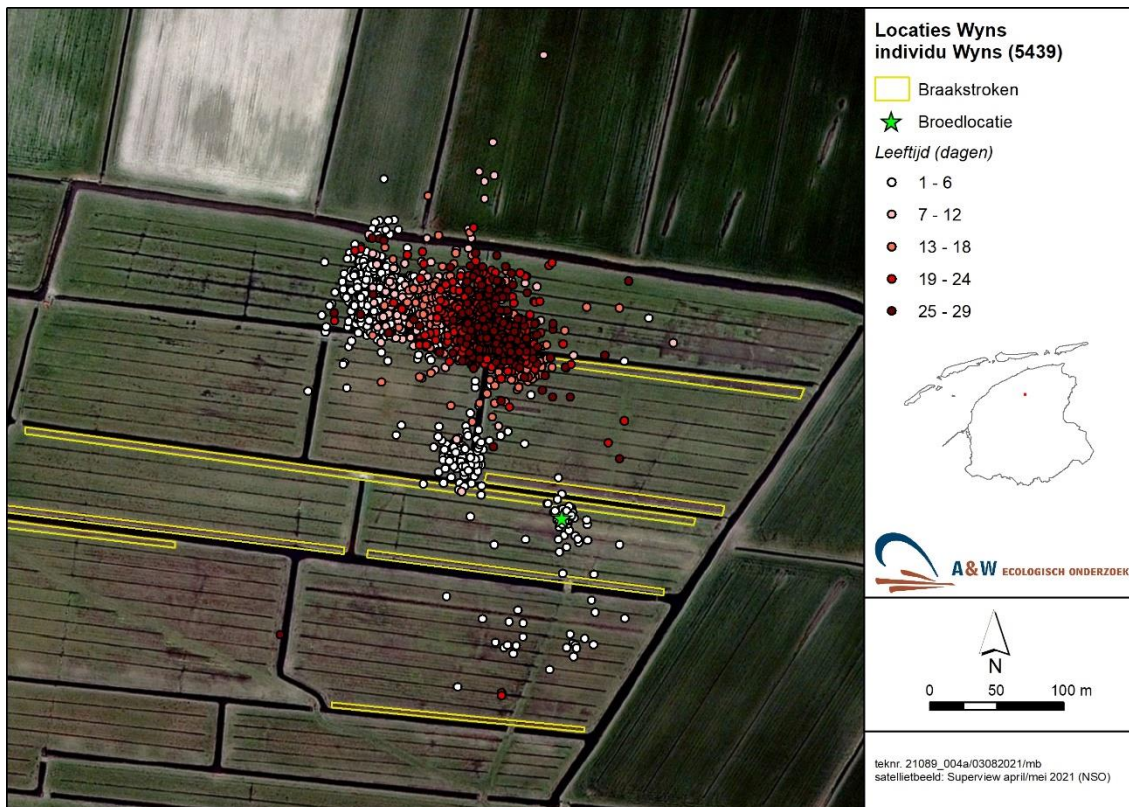 Locaties Wyns
individu Wyns (5439)
Braakstroken
Broedlocatie
Leeftijd (dagen)
1 - 6
7 - 12
13 - 18
19 - 24
25 - 29
A&W ECOLOGISCH ONDERZOEK
N
0 50 100 m
teknr. 21089_004a/03082021/mb
satellietbeeld: Superview april/mei 2021 (NSO)